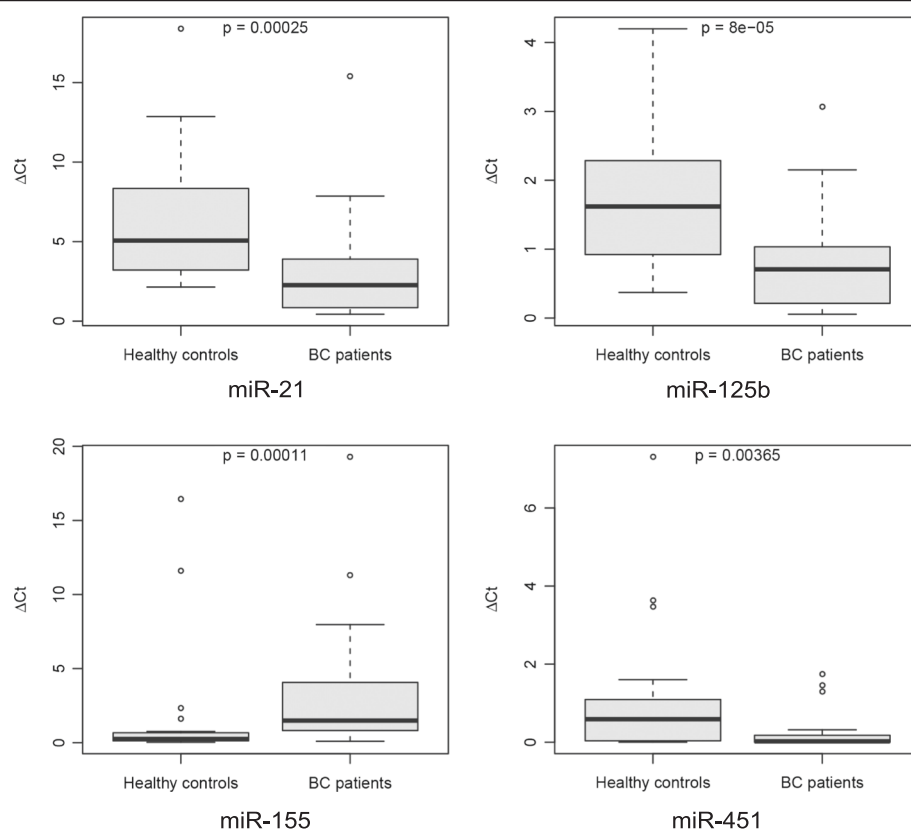 p = 0.00025
15
10
5
0
ΔCt
Healthy controls
BC patients
miR-21
p = 8e-05
4
3
2
1
0
ΔCt
Healthy controls
BC patients
miR-125b
p = 0.00011
20
15
10
5
0
ΔCt
Healthy controls
BC patients
miR-155
p = 0.00365
6
4
2
0
ΔCt
Healthy controls
BC patients
miR-451